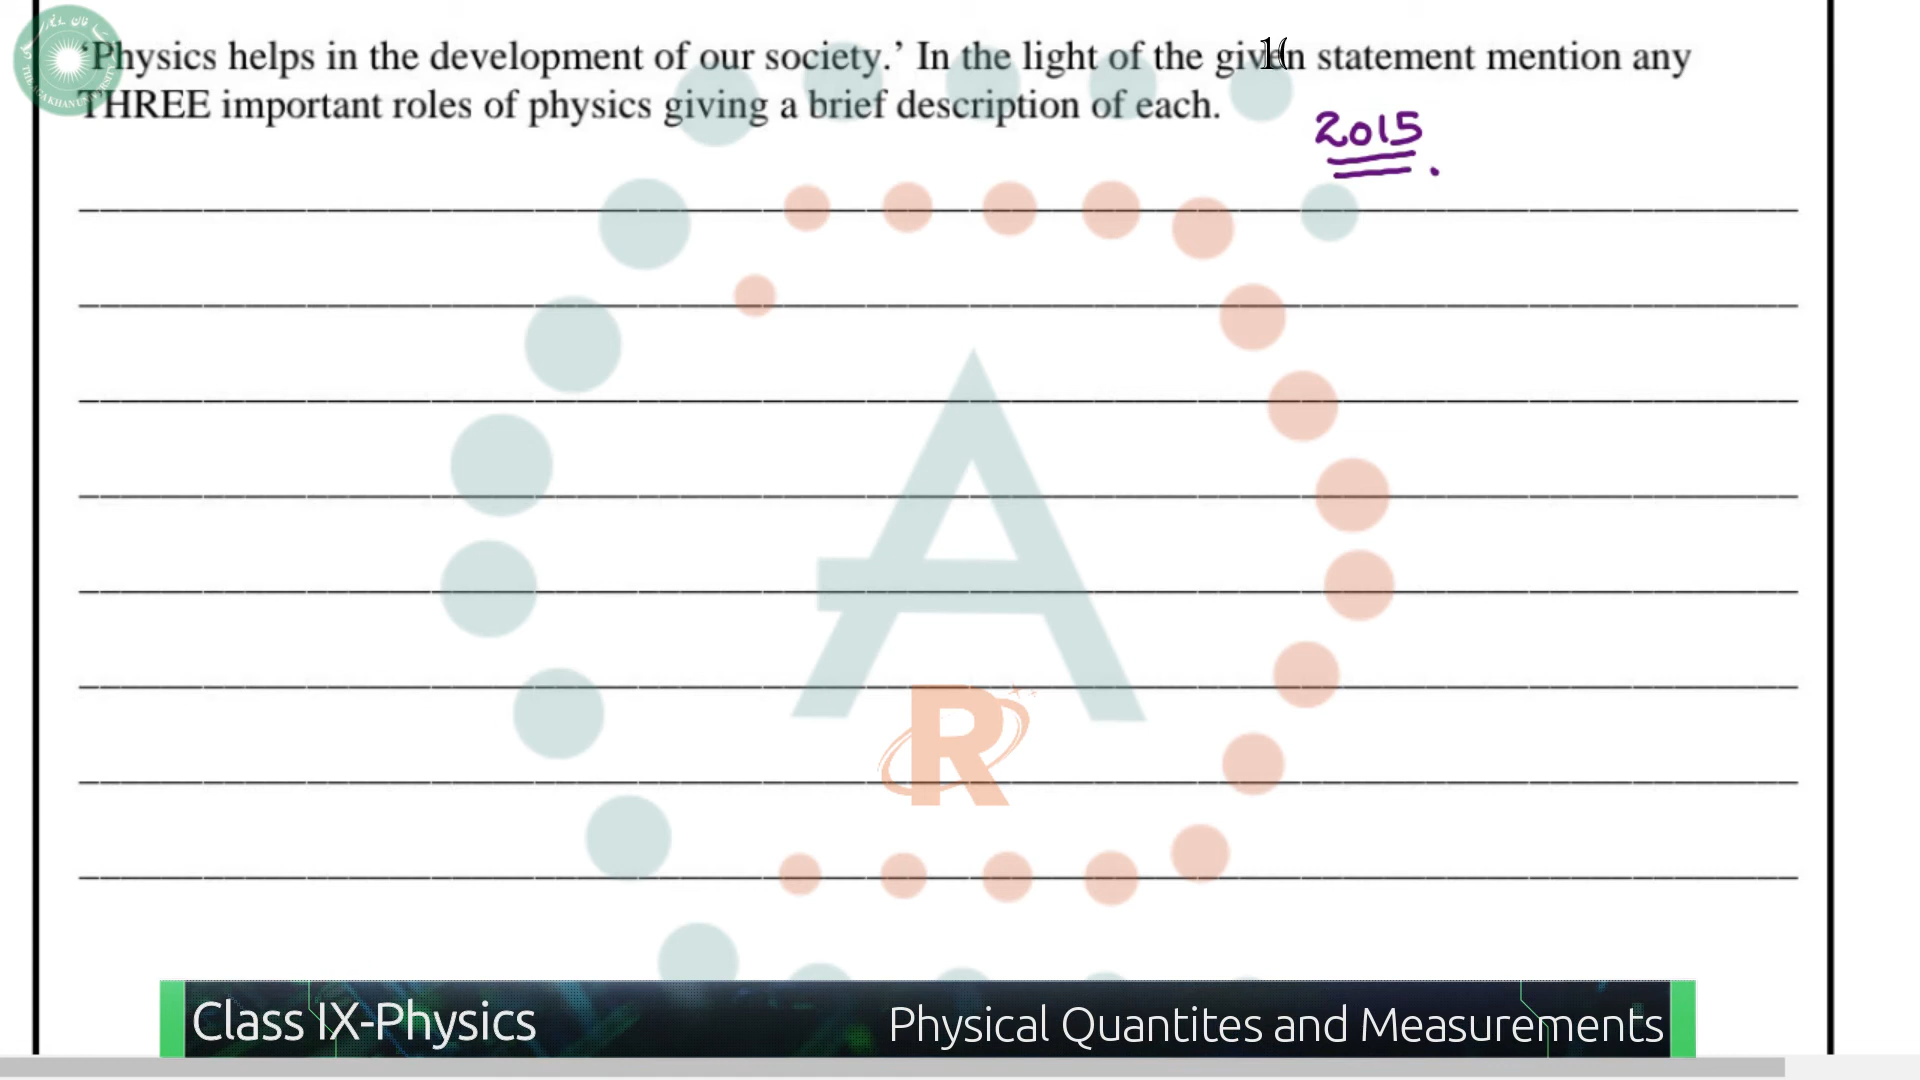 ‘Physics helps in the development of our society.’ In the light of the given statement mention any
THREE important roles of physics giving a brief description of each.
2015
A
R
Class IX-Physics
Physical Quantites and Measurements